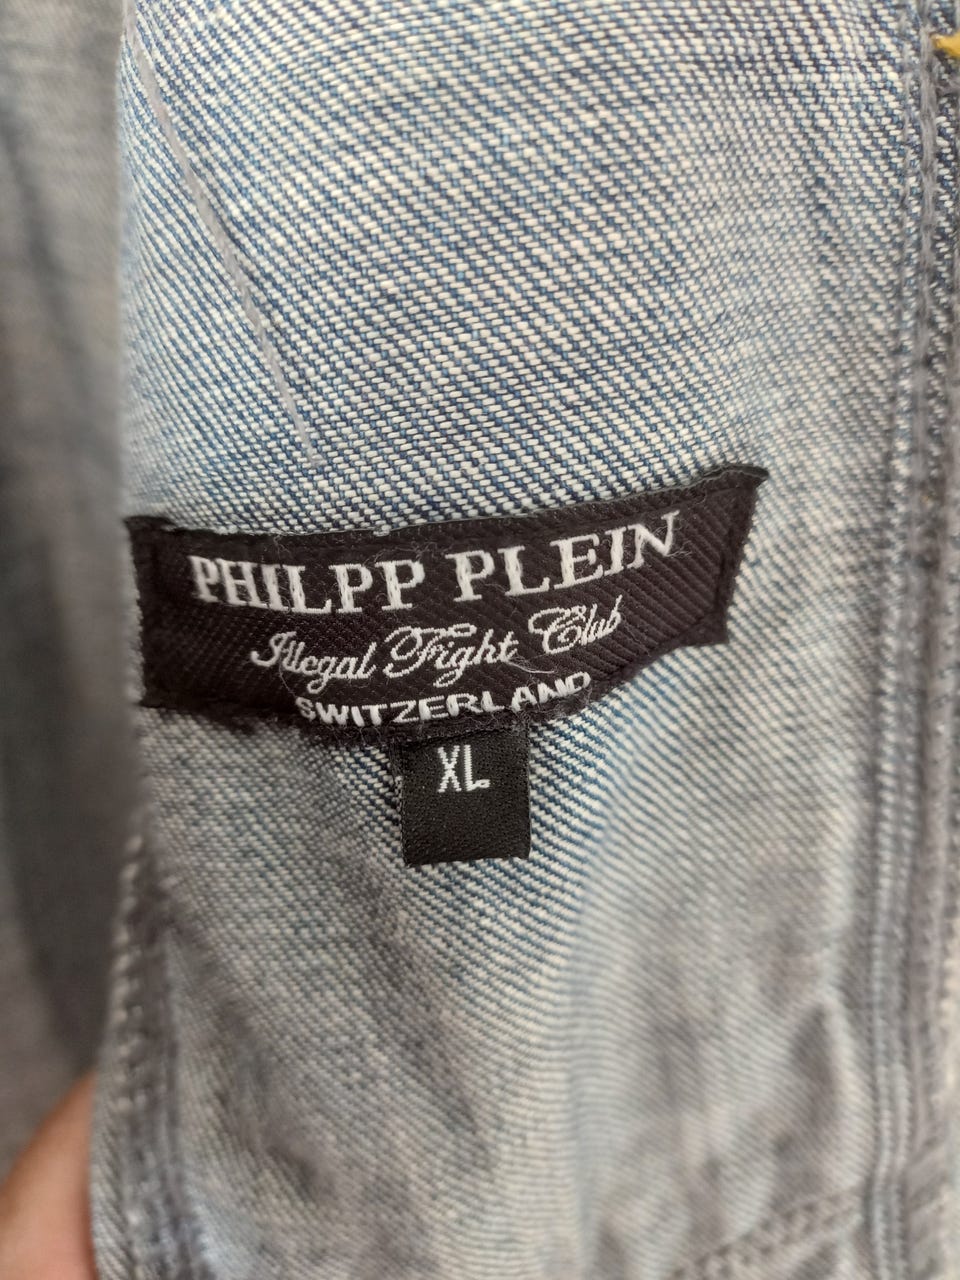 PHILPP PLEIN
Illegal Fight Club
SWITZERLAND
XL